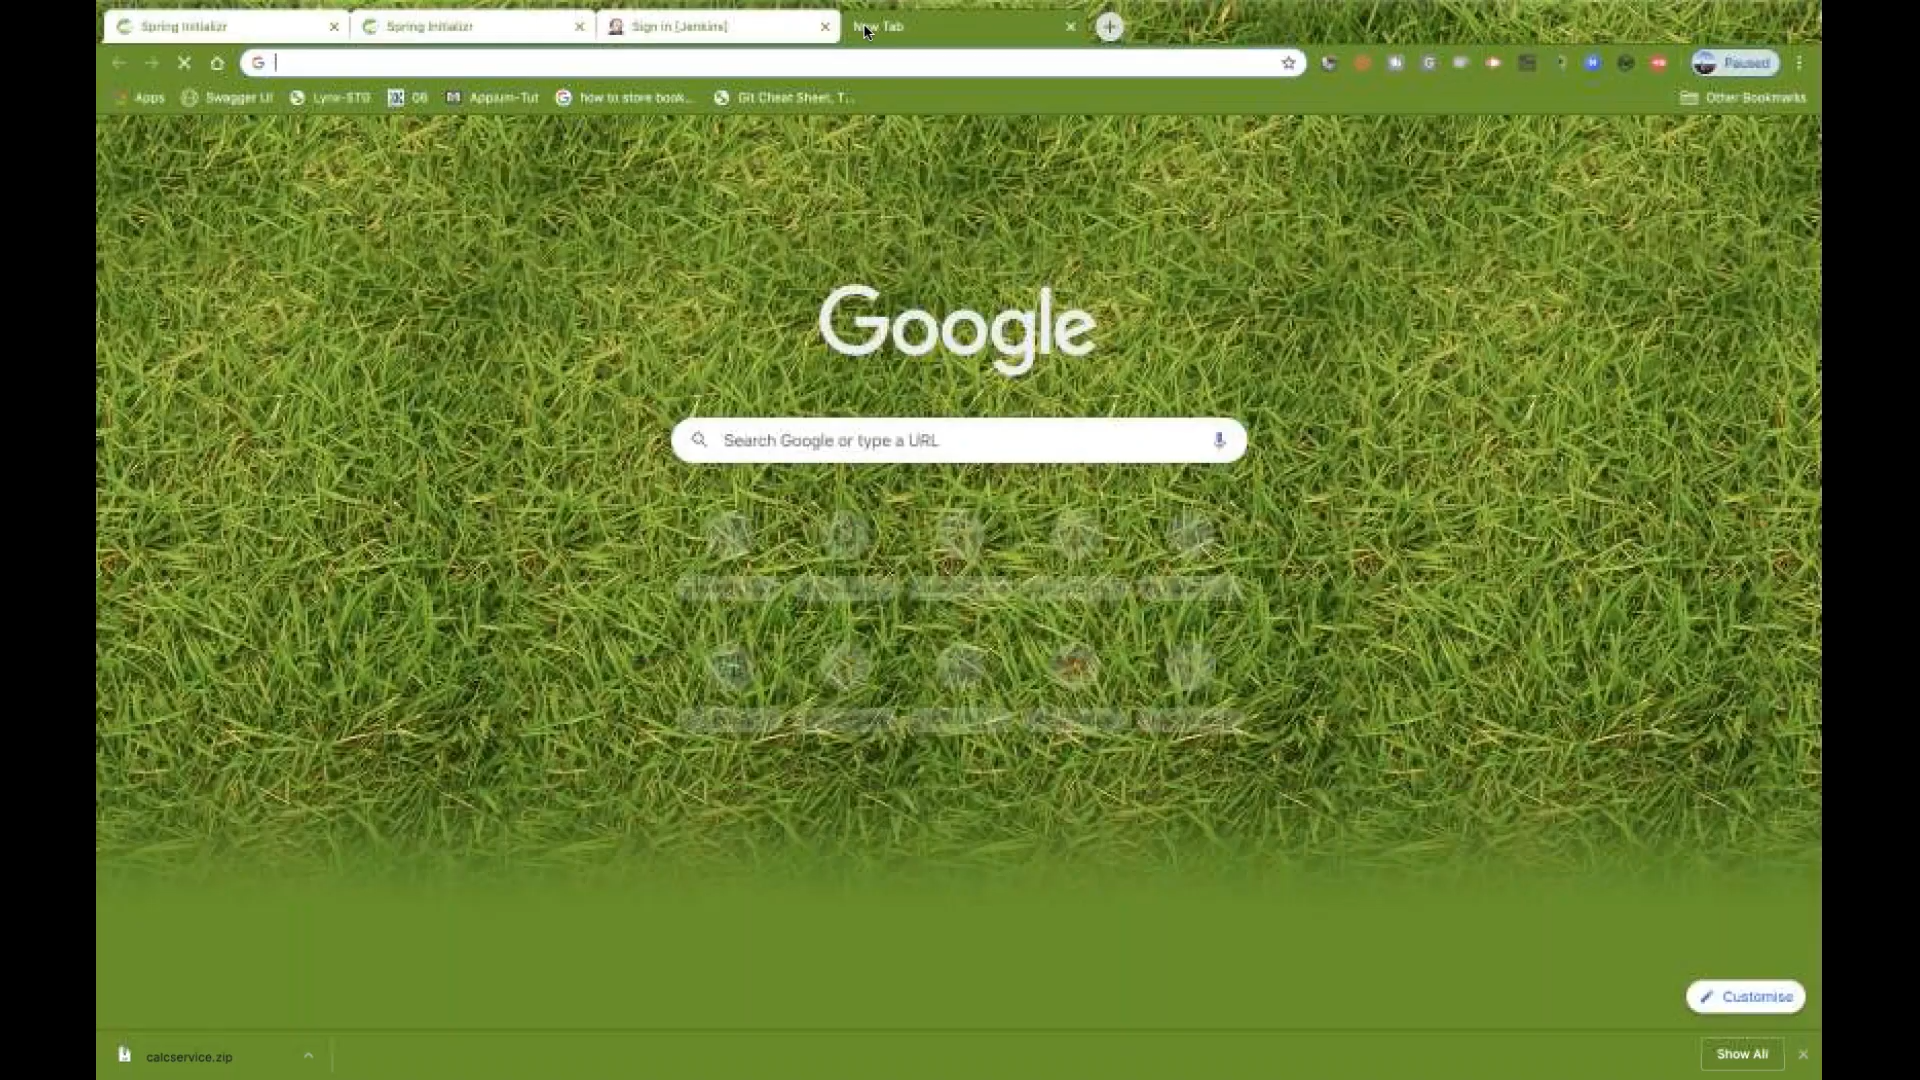 Spring Initializr
Spring Initializr
Sign in [Jenkins]
New Tab
Paused
Apps
Swagger UI
Lynx-STG
G6
Appium-Tut
how to store book...
Git Cheat Sheet, T...
Other Bookmarks
Google
Search Google or type a URL
Customise
calcservice.zip
Show All